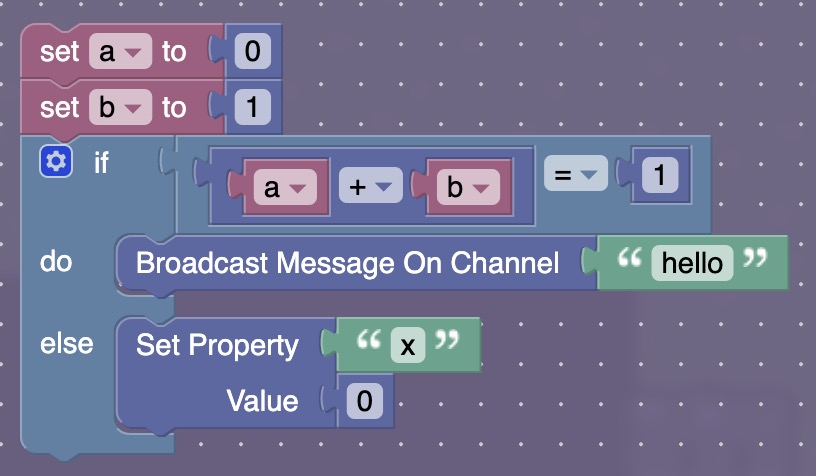 set a to 0
set b to 1
if a + b = 1
do Broadcast Message On Channel “ hello ”
else Set Property “ x ”
Value 0